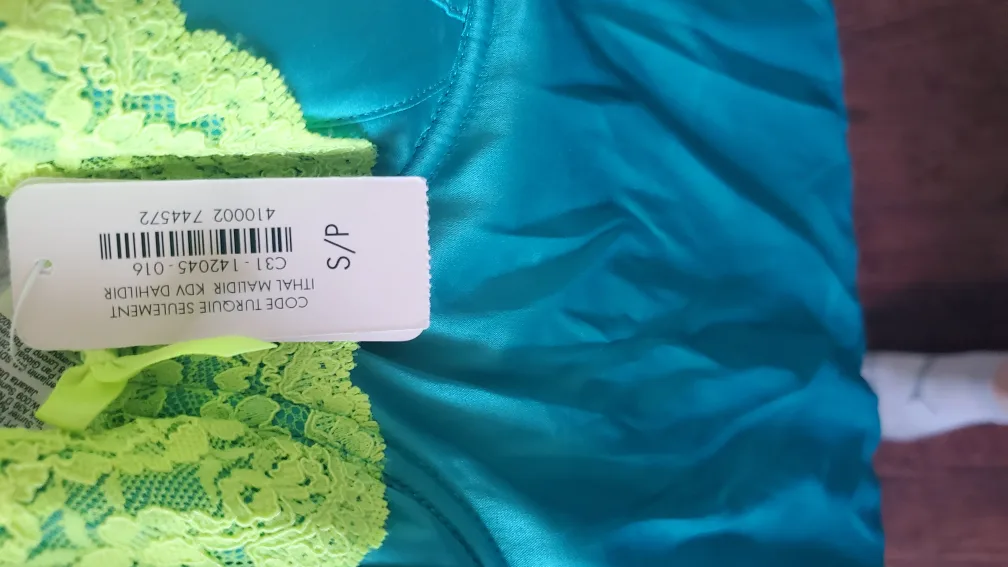 CODE TURQUIE SEULEMENT
ITHAL MALIDIR KDV DAHILDIR
C31 - 142045 - 016
410002 744572
S/P